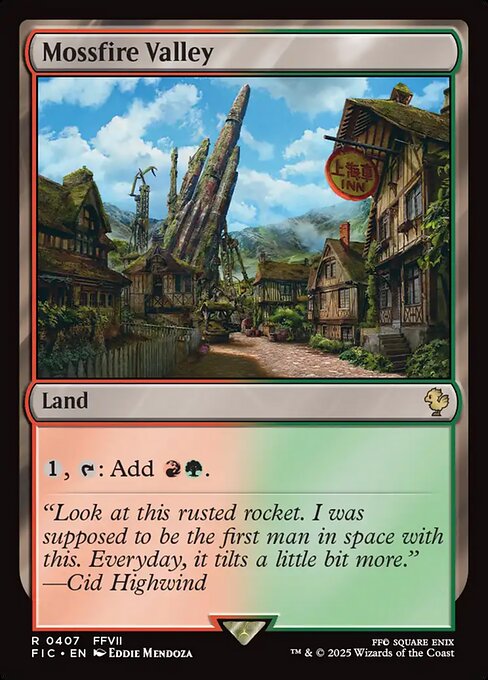 Mossfire Valley
上海亭
INN
Land
1, : Add .
“Look at this rusted rocket. I was
supposed to be the first man in space with
this. Everyday, it tilts a little bit more.”
—Cid Highwind
R 0407 FFVII
FIC • EN Eddie Mendoza
FF© SQUARE ENIX
™ & © 2025 Wizards of the Coast